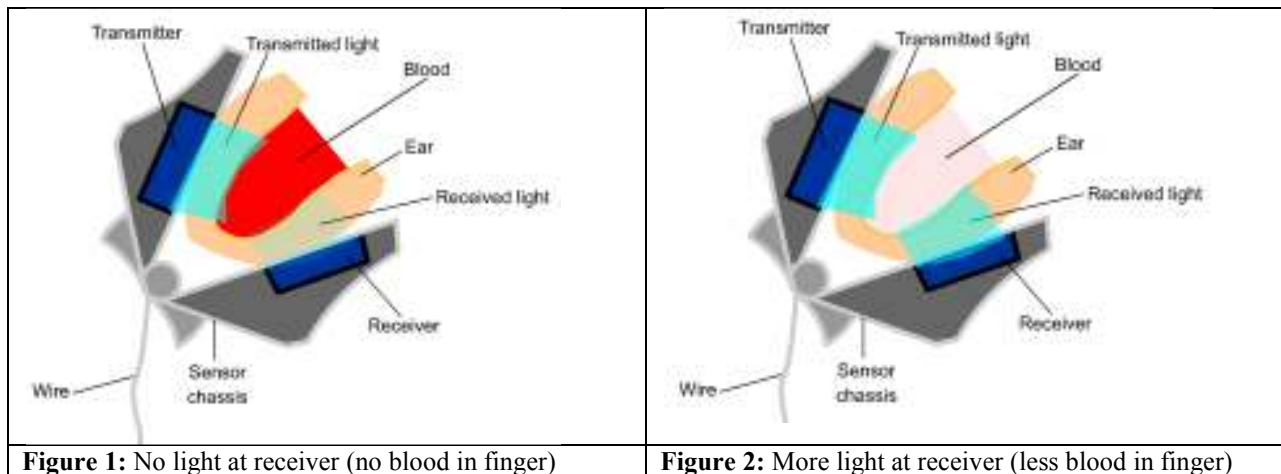 Transmitter
Transmitted light
Blood
Ear
Received light
Receiver
Sensor
chassis
Wire
Figure 1: No light at receiver (no blood in finger)
Transmitter
Transmitted light
Blood
Ear
Received light
Receiver
Sensor
chassis
Wire
Figure 2: More light at receiver (less blood in finger)